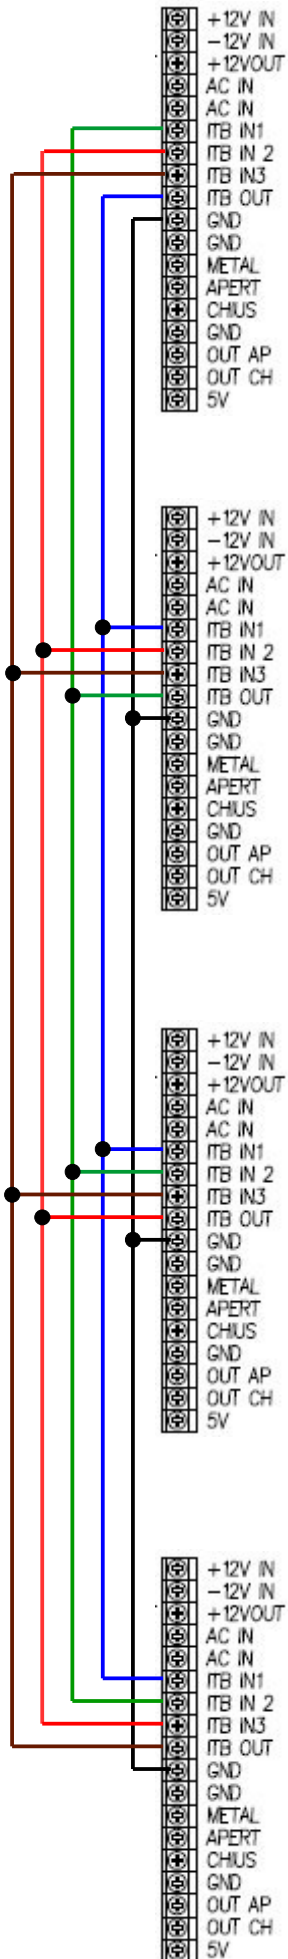 +12V IN
-12V IN
+12VOUT
AC IN
AC IN
ITB IN1
ITB IN 2
ITB IN3
ITB OUT
GND
GND
METAL
APERT
CHIUS
GND
OUT AP
OUT CH
5V
+12V IN
-12V IN
+12VOUT
AC IN
AC IN
ITB IN1
ITB IN 2
ITB IN3
ITB OUT
GND
GND
METAL
APERT
CHIUS
GND
OUT AP
OUT CH
5V
+12V IN
-12V IN
+12VOUT
AC IN
AC IN
ITB IN1
ITB IN 2
ITB IN3
ITB OUT
GND
GND
METAL
APERT
CHIUS
GND
OUT AP
OUT CH
5V
+12V IN
-12V IN
+12VOUT
AC IN
AC IN
ITB IN1
ITB IN 2
ITB IN3
ITB OUT
GND
GND
METAL
APERT
CHIUS
GND
OUT AP
OUT CH
5V